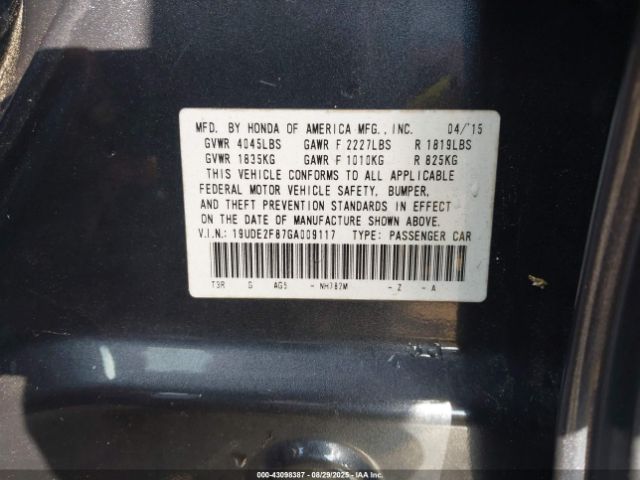 MFD. BY HONDA OF AMERICA MFG., INC. 04/'15
GVWR 4045LBS GAWR F 2227LBS R 1819LBS
GVWR 1835KG GAWR F 1010KG R 825KG
THIS VEHICLE CONFORMS TO ALL APPLICABLE
FEDERAL MOTOR VEHICLE SAFETY, BUMPER,
AND THEFT PREVENTION STANDARDS IN EFFECT
ON THE DATE OF MANUFACTURE SHOWN ABOVE.
V.I.N.: 19UDE2F87GA009117 TYPE: PASSENGER CAR
T3R G AG5 - NH782M - Z - A
000-43098387 - 08/29/2025 - IAAI.COM